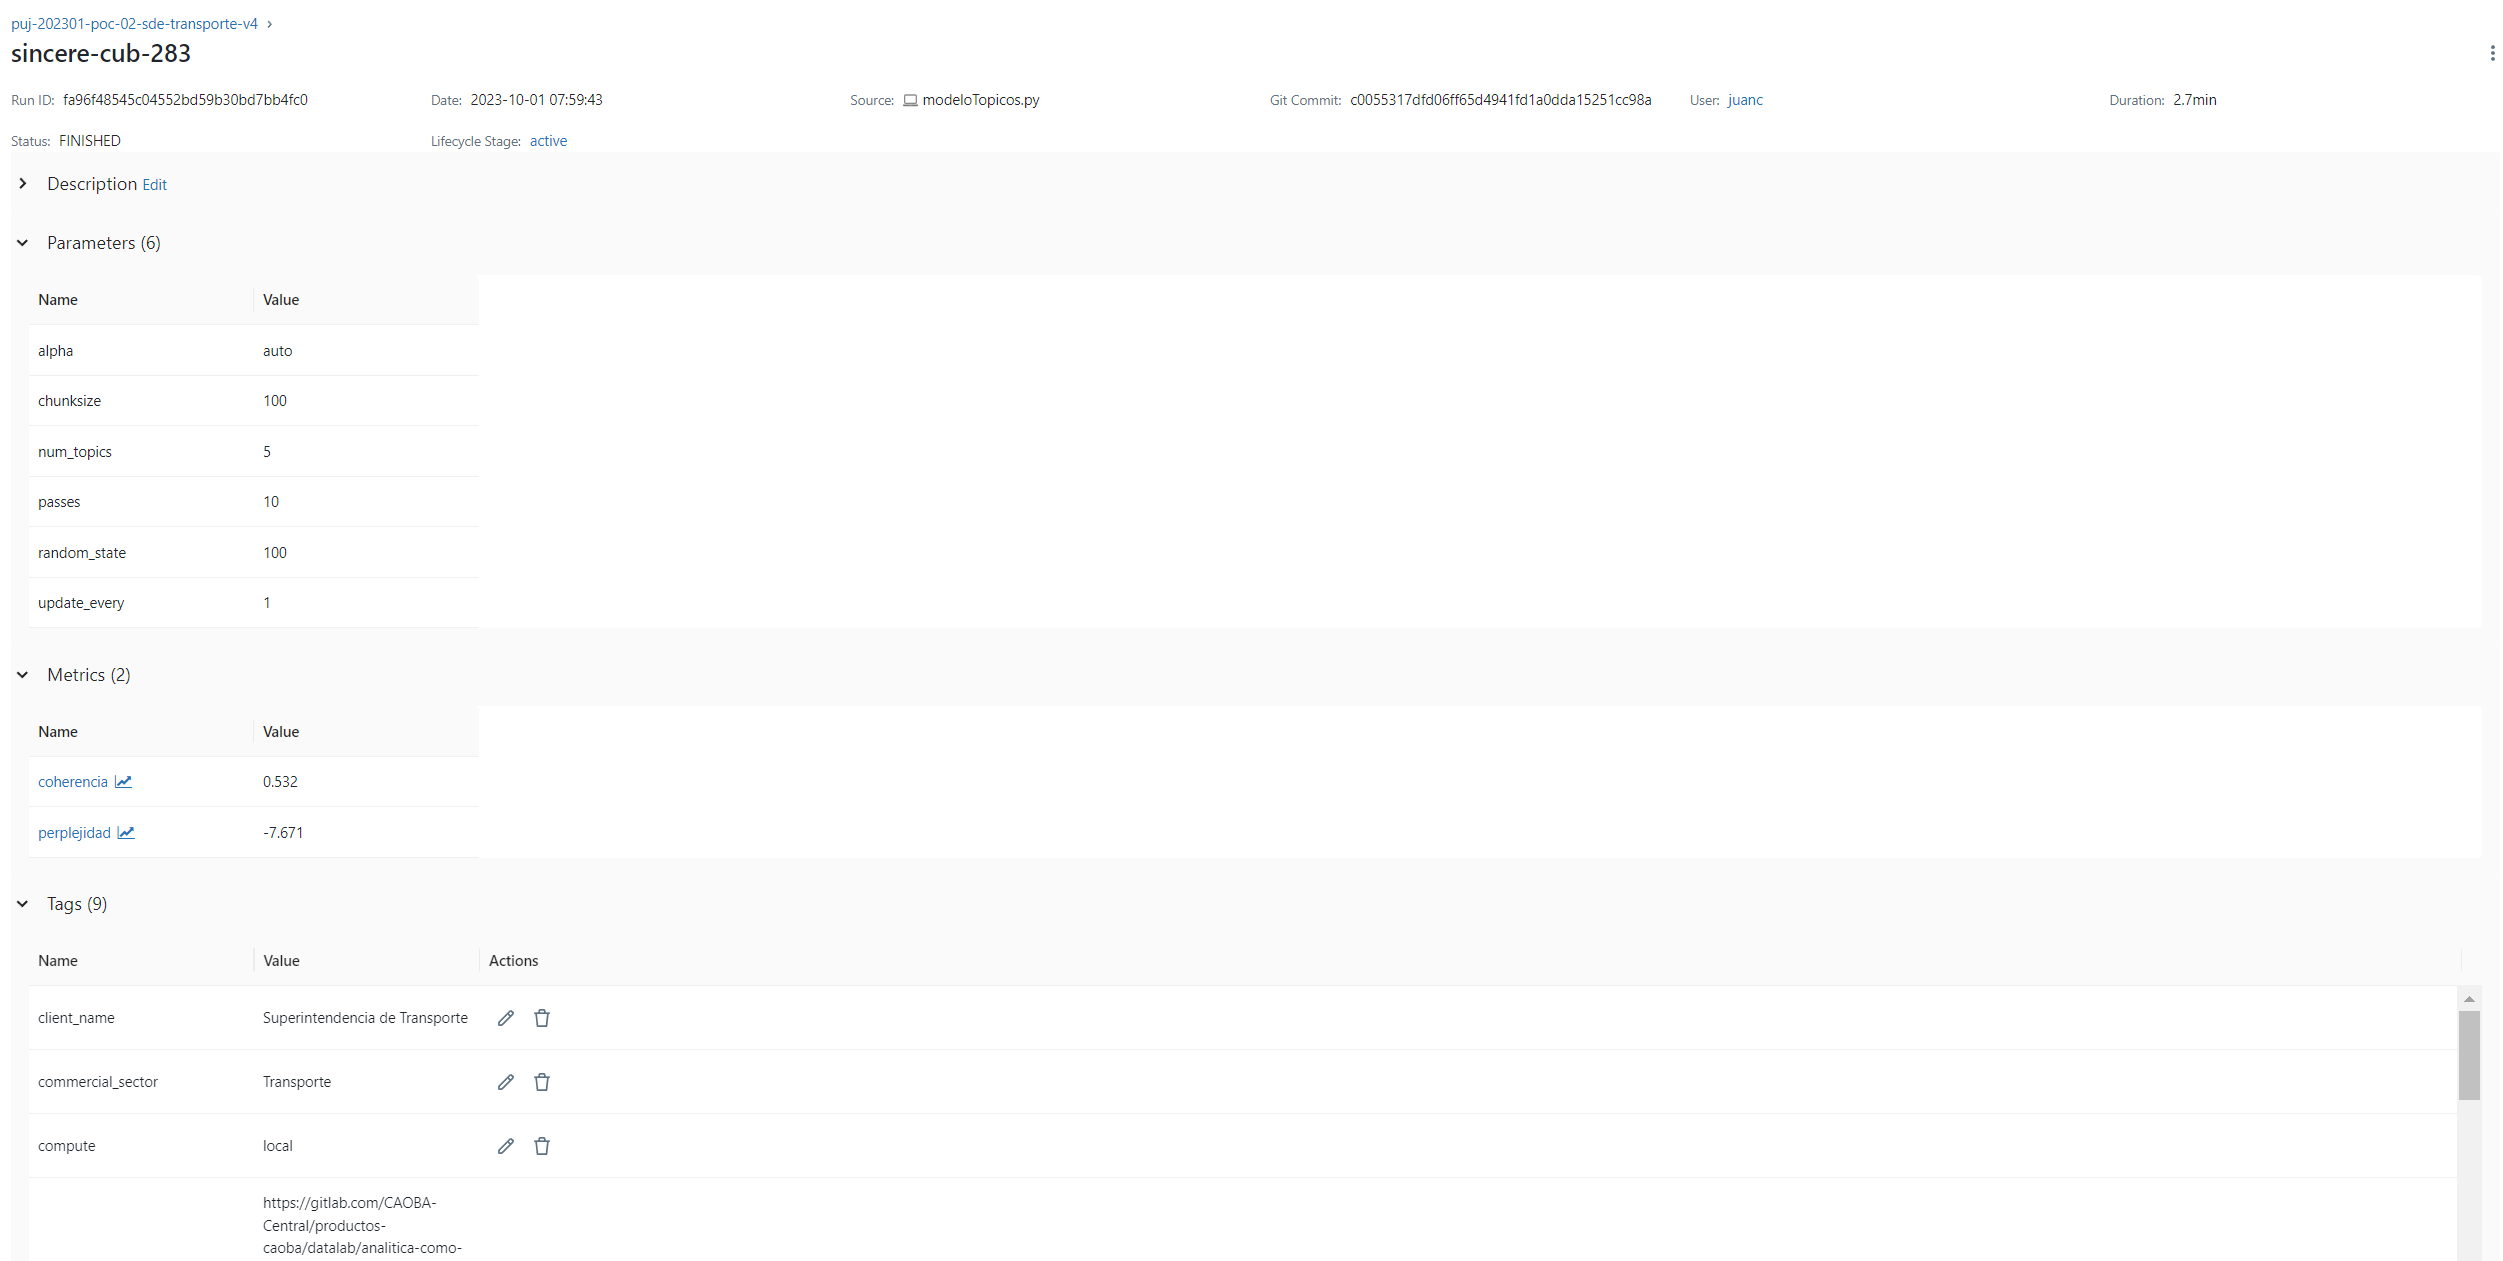 puj-202301-poc-02-sde-transporte-v4 ›
sincere-cub-283
Run ID: fa96f48545c04552bd59b30bd7bb4fc0 Date: 2023-10-01 07:59:43 Source: modeloTopicos.py Git Commit: c0055317dfd06ff65d4941fd1a0dda15251cc98a User: juanc Duration: 2.7min
Status: FINISHED Lifecycle Stage: active
Description Edit
Parameters (6)
Name Value
alpha auto
chunksize 100
num_topics 5
passes 10
random_state 100
update_every 1
Metrics (2)
Name Value
coherencia 0.532
perplejidad -7.671
Tags (9)
Name Value Actions
client_name Superintendencia de Transporte
commercial_sector Transporte
compute local
https://gitlab.com/CAOBA-
Central/productos-
caoba/datalab/analitica-como-